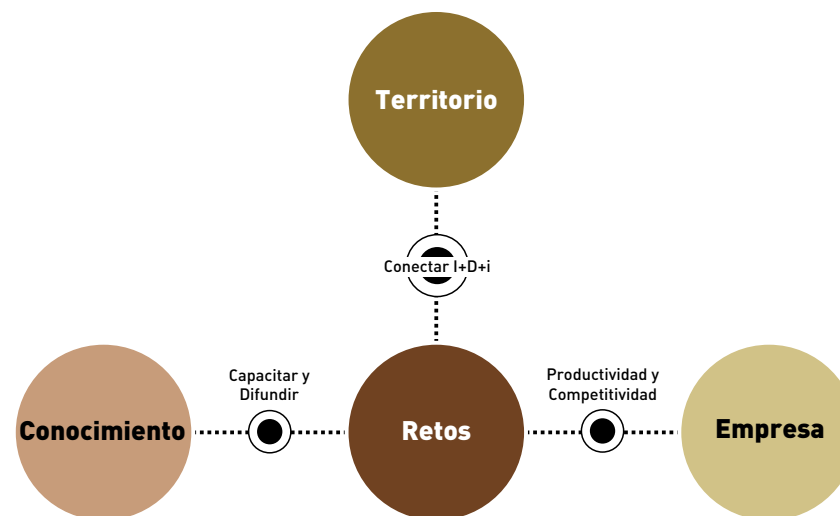 Territorio
Conectar I+D+i
Capacitar y
Difundir
Productividad y
Competitividad
Conocimiento
Retos
Empresa